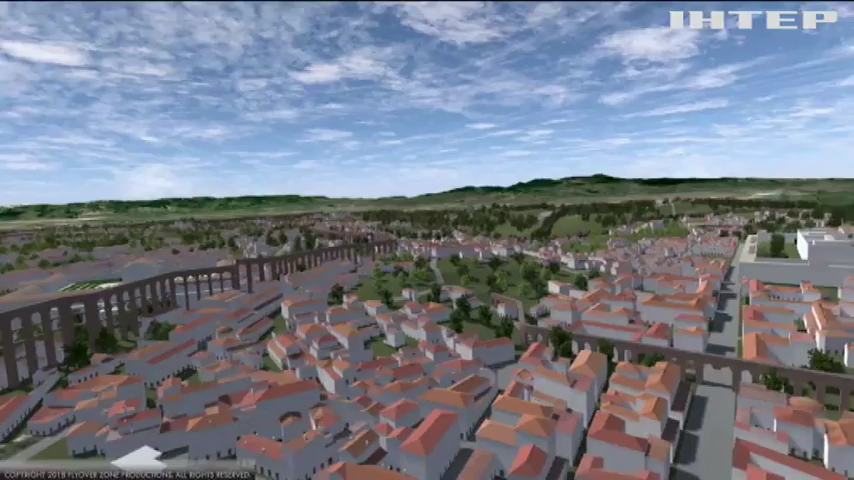 ІНТЕР
COPYRIGHT 2018 FLYOVER ZONE PRODUCTIONS. ALL RIGHTS RESERVED.